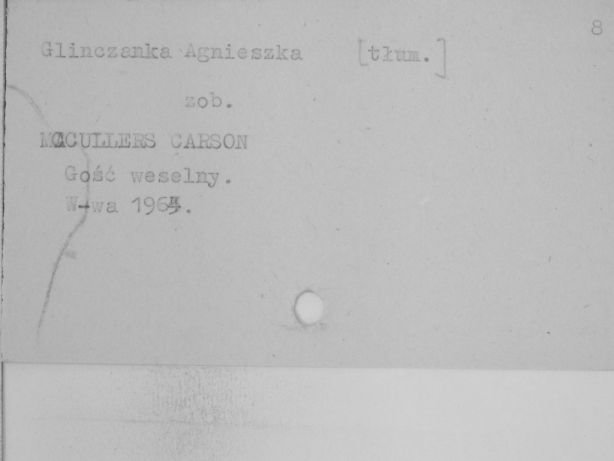 8
Glinczanka Agnieszka [tłum.]
zob.
MCCULLERS CARSON
Gość weselny.
W-wa 1964.